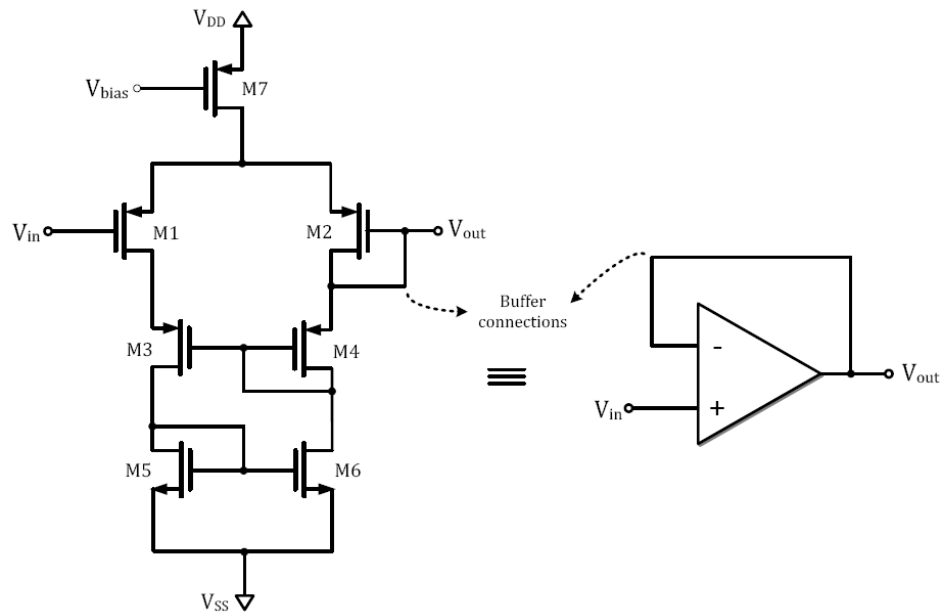 VDD
Vbias
M7
Vin
M1
M2
Vout
M3
M4
Buffer
connections
-
+
Vin
Vout
M5
M6
VSS